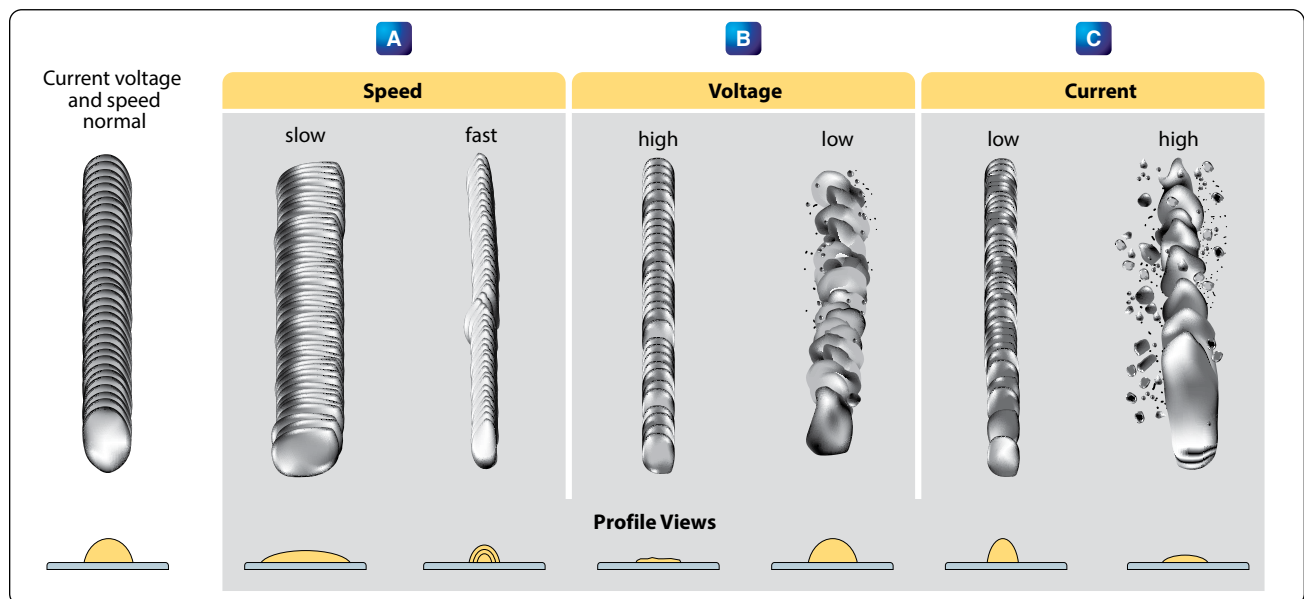 A
B
C
Current voltage
and speed
normal
Speed
Voltage
Current
slow
fast
high
low
low
high
Profile Views